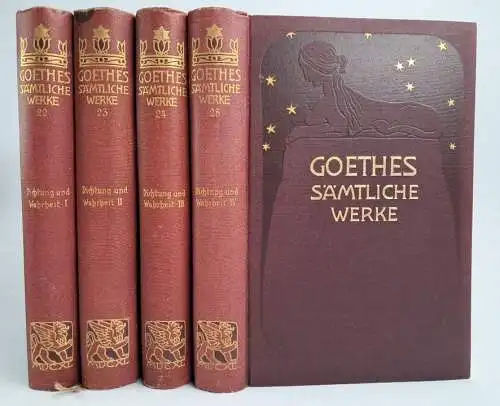 GOETHES
SÄMTLICHE
WERKE
22
Dichtung und
Wahrheit I
GOETHES
SÄMTLICHE
WERKE
23
Dichtung und
Wahrheit II
GOETHES
SÄMTLICHE
WERKE
24
Dichtung und
Wahrheit III
GOETHES
SÄMTLICHE
WERKE
25
Dichtung und
Wahrheit IV
GOETHES
SÄMTLICHE
WERKE